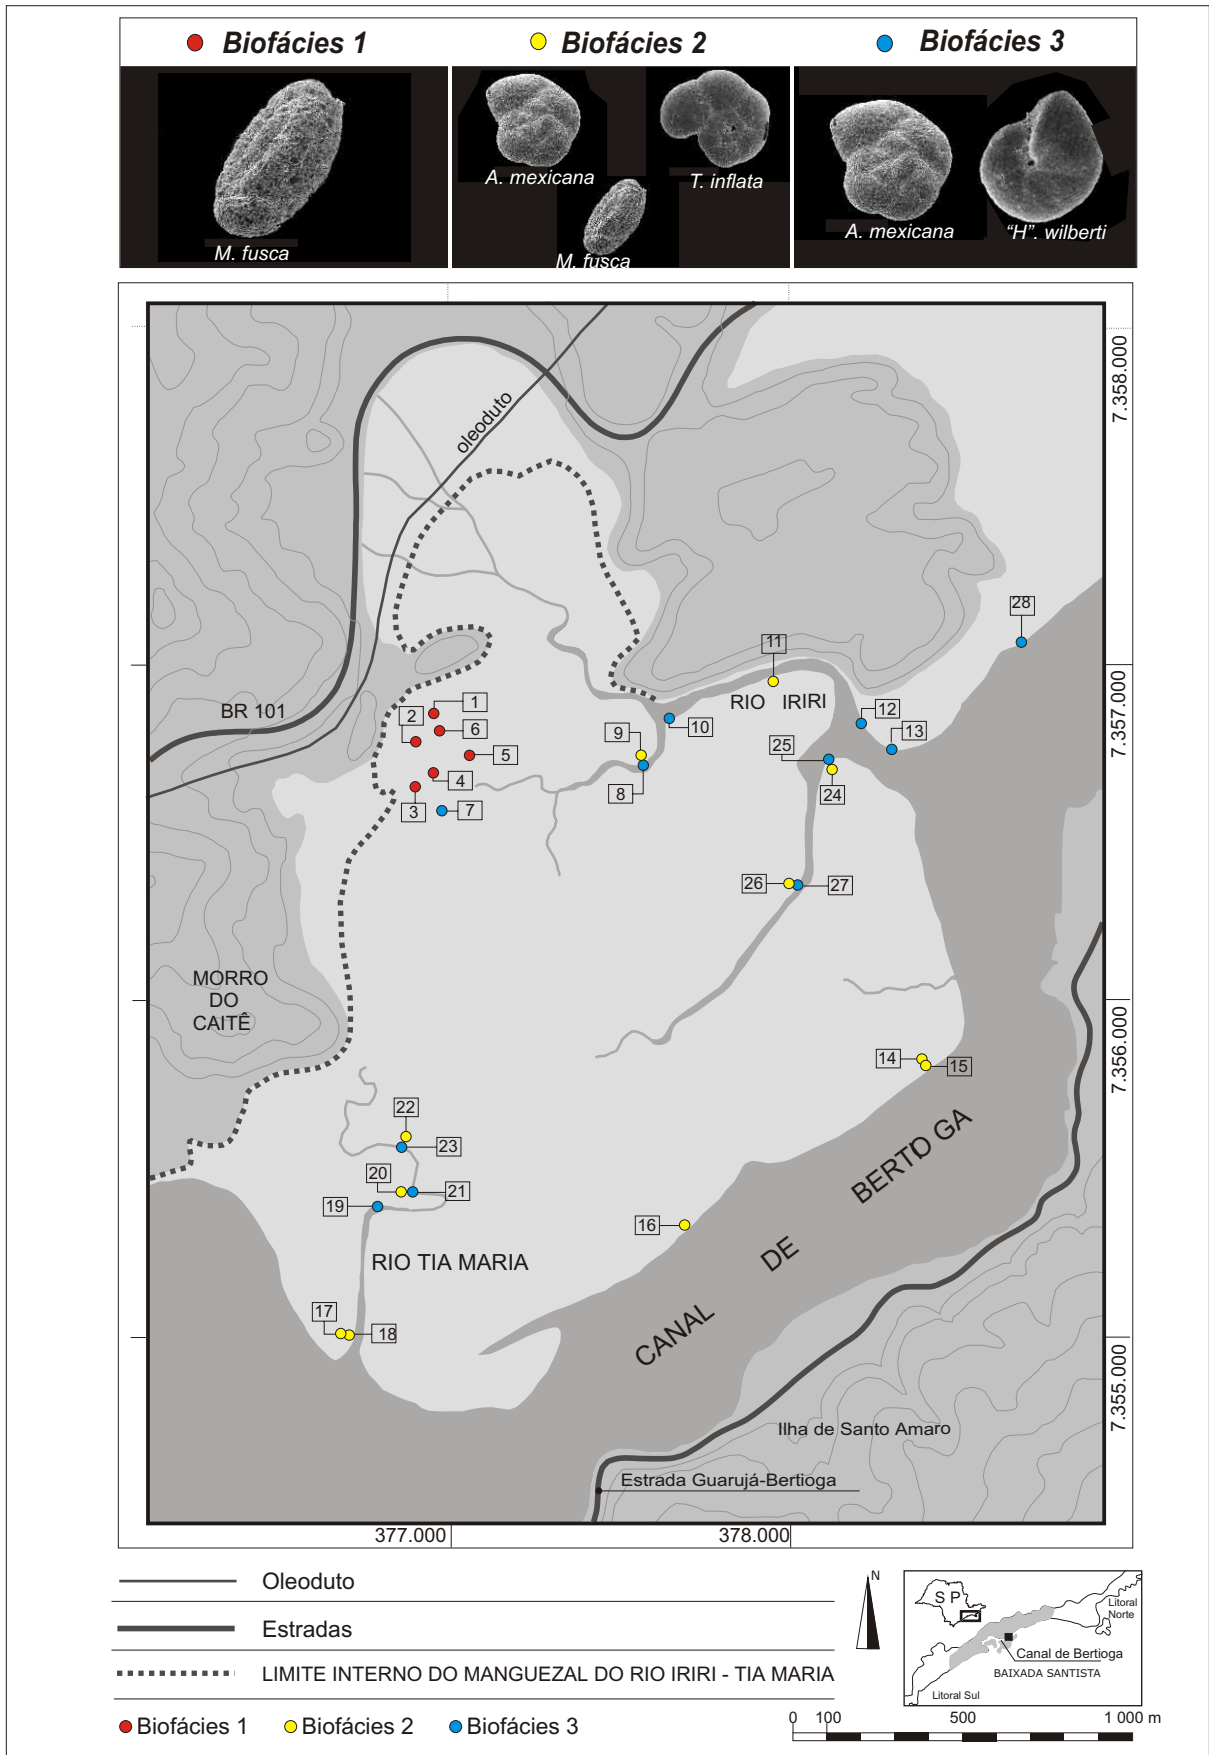 Biofácies 1
Biofácies 2
Biofácies 3
M. fusca
A. mexicana
T. inflata
M. fusca
A. mexicana
"H". wilberti
oleoduto
7.358.000
28
11
BR 101
1
2
6
RIO IRIRI
12
10
9
13
5
25
7.357.000
4
8
24
3
7
26
27
MORRO
DO
CAITÊ
14
15
7.356.000
22
23
BERTIOGA
20
21
19
16
DE
RIO TIA MARIA
CANAL
17
18
7.355.000
Ilha de Santo Amaro
Estrada Guarujá-Bertioga
377.000
378.000
Oleoduto
Estradas
LIMITE INTERNO DO MANGUEZAL DO RIO IRIRI - TIA MARIA
Biofácies 1
Biofácies 2
Biofácies 3
N
S P
Litoral
Norte
Canal de Bertioga
BAIXADA SANTISTA
Litoral Sul
0 100 500 1 000 m